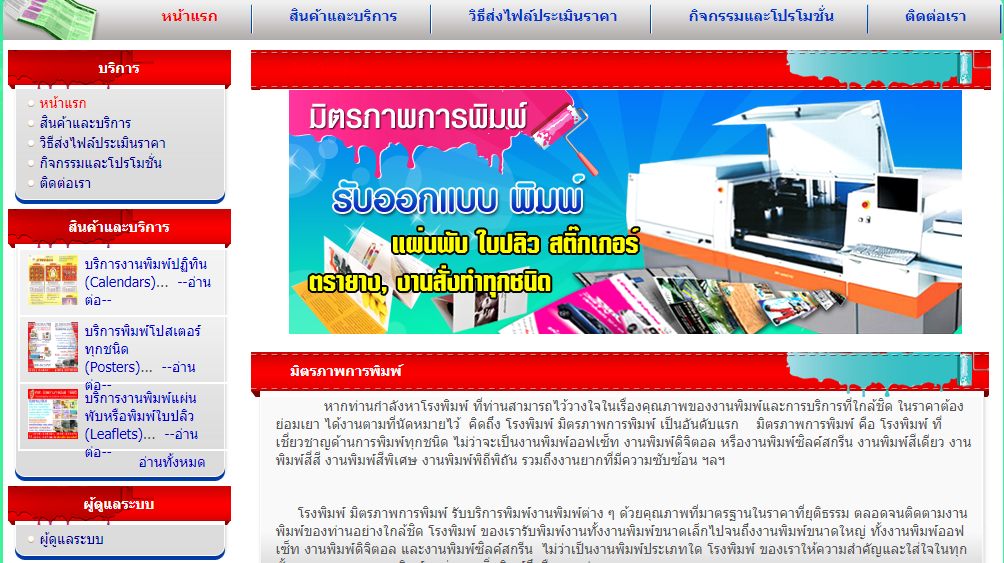 หน้าแรก
สินค้าและบริการ
วิธีส่งไฟล์ประเมินราคา
กิจกรรมและโปรโมชั่น
ติดต่อเรา
บริการ
หน้าแรก
สินค้าและบริการ
วิธีส่งไฟล์ประเมินราคา
กิจกรรมและโปรโมชั่น
ติดต่อเรา
สินค้าและบริการ
บริการงานพิมพ์ปฏิทิน
(Calendars)... --อ่าน
ต่อ--
บริการพิมพ์โปสเตอร์
ทุกชนิด
(Posters)... --อ่าน
ต่อ--
บริการงานพิมพ์แผ่น
พับหรือพิมพ์ใบปลิว
(Leaflets)... --อ่าน
ต่อ--
อ่านทั้งหมด
ผู้ดูแลระบบ
ผู้ดูแลระบบ
มิตรภาพการพิมพ์
รับออกแบบ พิมพ์
แผ่นพับ ใบปลิว สติ๊กเกอร์
ตรายาง, งานสั่งทำทุกชนิด
มิตรภาพการพิมพ์
หากท่านกำลังหาโรงพิมพ์ ที่ท่านสามารถไว้วางใจในเรื่องคุณภาพของงานพิมพ์และการบริการที่ใกล้ชิด ในราคาต้อง
ย่อมเยา ได้งานตามที่นัดหมายไว้ คิดถึง โรงพิมพ์ มิตรภาพการพิมพ์ เป็นอันดับแรก มิตรภาพการพิมพ์ คือ โรงพิมพ์ ที่
เชี่ยวชาญด้านการพิมพ์ทุกชนิด ไม่ว่าจะเป็นงานพิมพ์ออฟเซ็ท งานพิมพ์ดิจิตอล หรืองานพิมพ์ซิลค์สกรีน งานพิมพ์สีเดียว งาน
พิมพ์สี่สี งานพิมพ์สีพิเศษ งานพิมพ์พิถีพิถัน รวมถึงงานยากที่มีความซับซ้อน ฯลฯ
โรงพิมพ์ มิตรภาพการพิมพ์ รับบริการพิมพ์งานพิมพ์ต่าง ๆ ด้วยคุณภาพที่มาตรฐานในราคาที่ยุติธรรม ตลอดจนติดตามงาน
พิมพ์ของท่านอย่างใกล้ชิด โรงพิมพ์ ของเรารับพิมพ์งานทั้งงานพิมพ์ขนาดเล็กไปจนถึงงานพิมพ์ขนาดใหญ่ ทั้งงานพิมพ์ออฟ
เซ็ท งานพิมพ์ดิจิตอล และงานพิมพ์ซิลค์สกรีน ไม่ว่าเป็นงานพิมพ์ประเภทใด โรงพิมพ์ ของเราให้ความสำคัญและใส่ใจในทุก